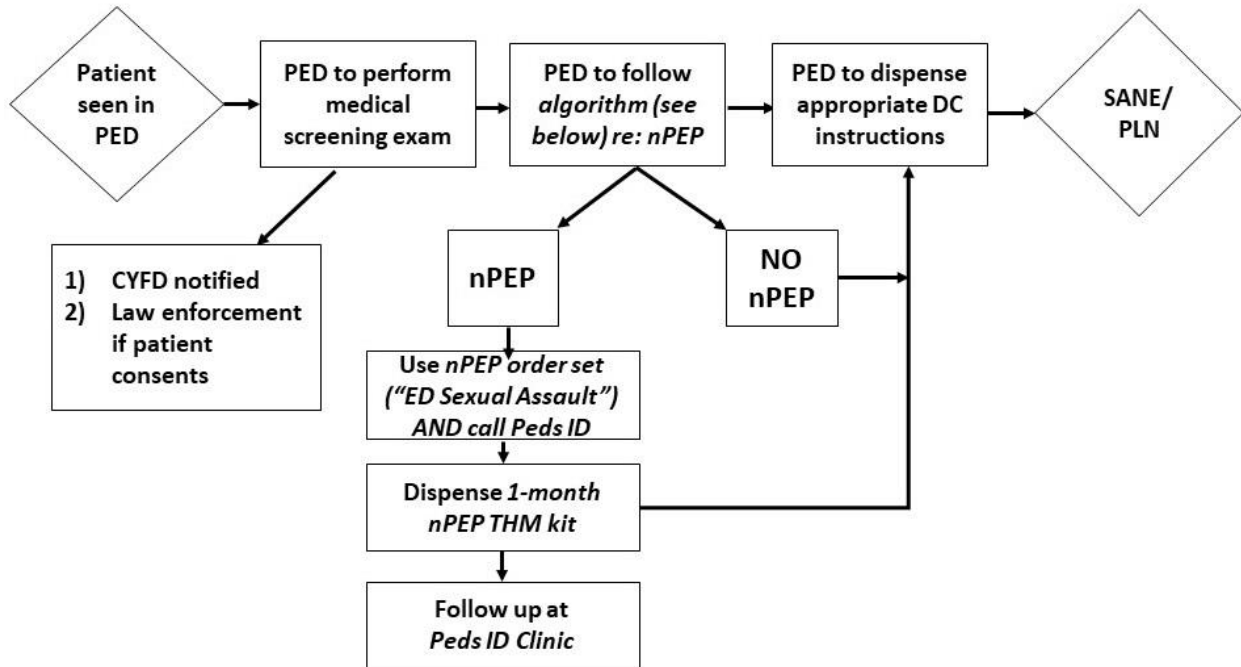 Patient
seen in
PED
PED to perform
medical
screening exam
PED to follow
algorithm (see
below) re: nPEP
PED to dispense
appropriate DC
instructions
SANE/
PLN
1) CYFD notified
2) Law enforcement
if patient
consents
nPEP
NO
nPEP
Use nPEP order set
(“ED Sexual Assault”)
AND call Peds ID
Dispense 1-month
nPEP THM kit
Follow up at
Peds ID Clinic